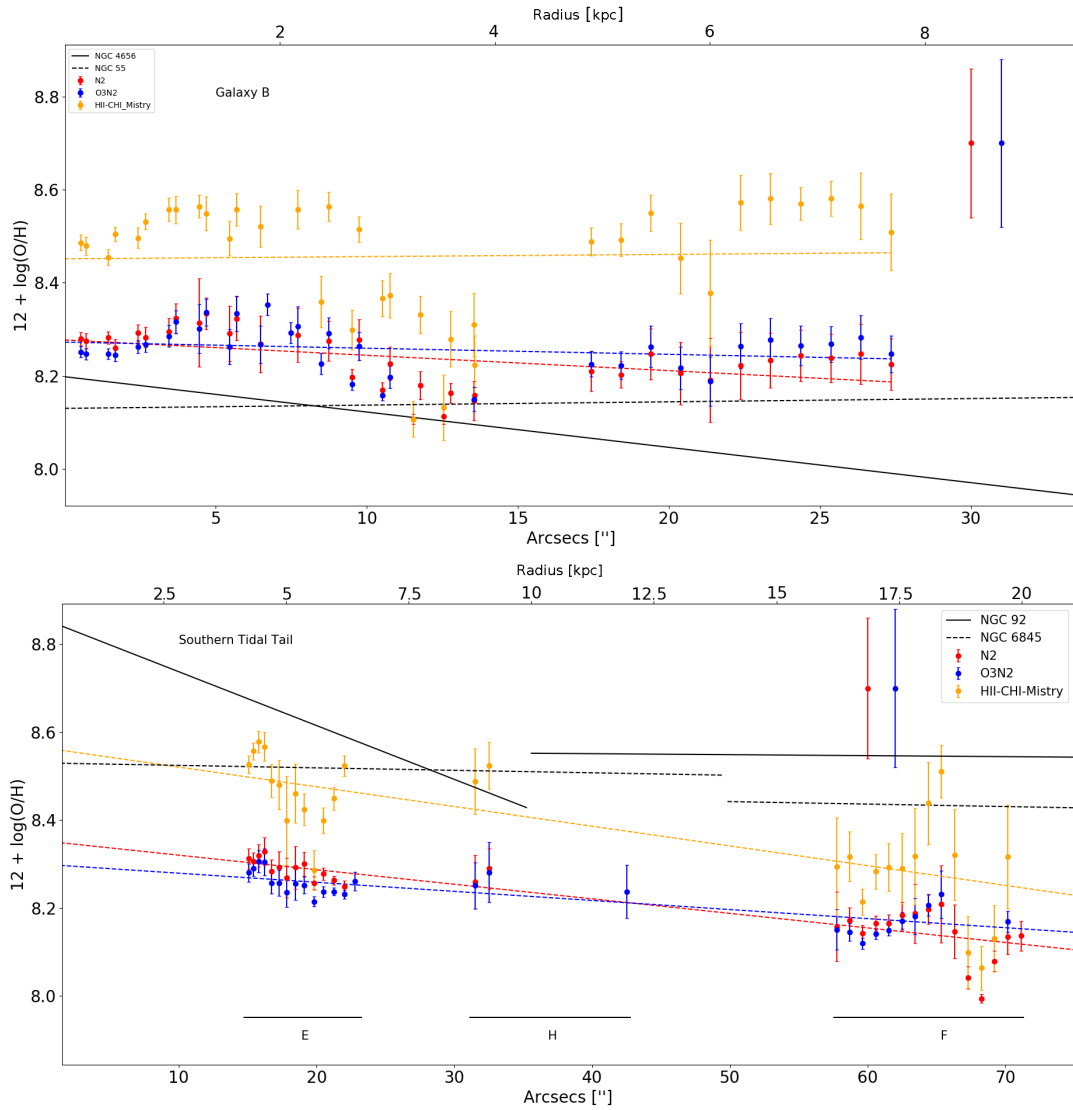 Radius [kpc]
2 4 6 8
NGC 4656
NGC 55
N2
O3N2
HII-CHI_Mistry
Galaxy B
12 + log(O/H)
8.8
8.6
8.4
8.2
8.0
5 10 15 20 25 30
Arcsecs ['']
Radius [kpc]
2.5 5 7.5 10 12.5 15 17.5 20
Southern Tidal Tail
NGC 92
NGC 6845
N2
O3N2
HII-CHI-Mistry
12 + log(O/H)
8.8
8.6
8.4
8.2
8.0
E H F
10 20 30 40 50 60 70
Arcsecs ['']